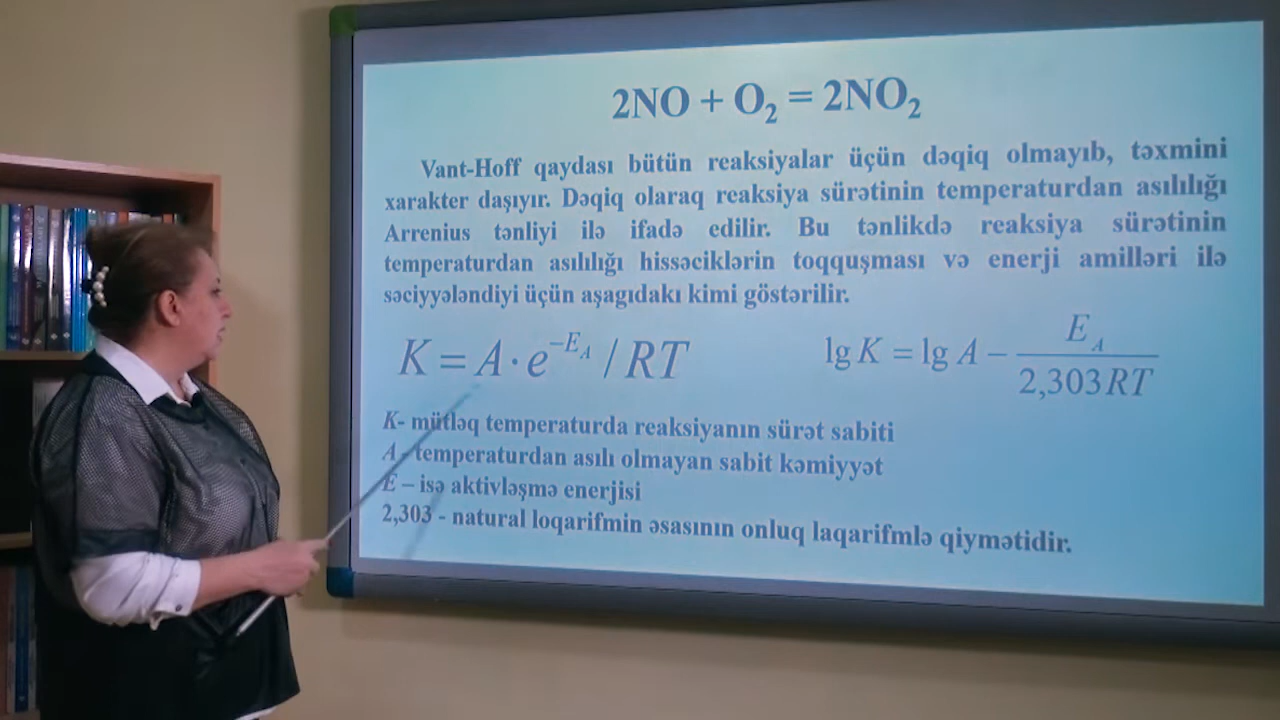 2NO + O₂ = 2NO₂
Vant-Hoff qaydası bütün reaksiyalar üçün dəqiq olmayıb, təxmini
xarakter daşıyır. Dəqiq olaraq reaksiya sürətinin temperaturdan asılılığı
Arrenius tənliyi ilə ifadə edilir. Bu tənlikdə reaksiya sürətinin
temperaturdan asılılığı hissəciklərin toqquşması və enerji amilləri ilə
səciyyələndiyi üçün aşagıdakı kimi göstərilir.
K = A · e^{−E_A} / RT
lg K = lg A − E_A / 2,303RT
K- mütləq temperaturda reaksiyanın sürət sabiti
A - temperaturdan asılı olmayan sabit kəmiyyət
E – isə aktivləşmə enerjisi
2,303 - natural loqarifmin əsasının onluq laqarifmlə qiymətidir.